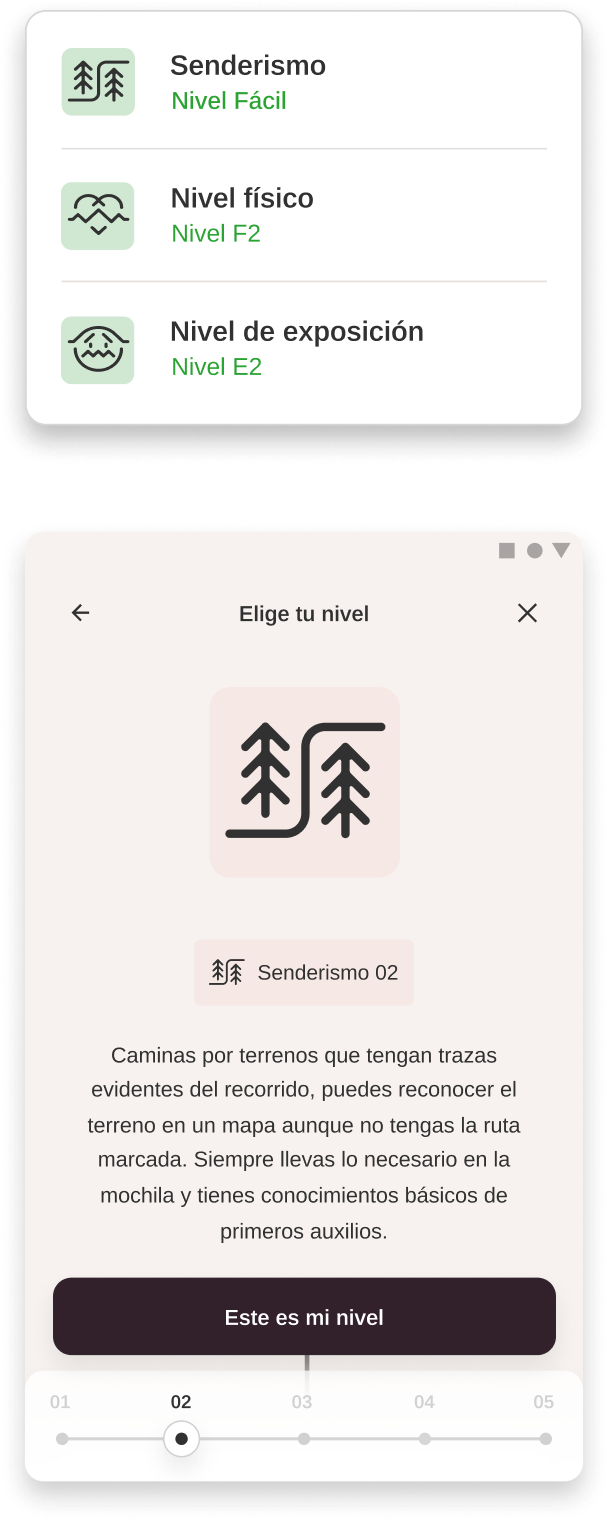 Senderismo
Nivel Fácil
Nivel físico
Nivel F2
Nivel de exposición
Nivel E2
Elige tu nivel
Senderismo 02
Caminas por terrenos que tengan trazas
evidentes del recorrido, puedes reconocer el
terreno en un mapa aunque no tengas la ruta
marcada. Siempre llevas lo necesario en la
mochila y tienes conocimientos básicos de
primeros auxilios.
Este es mi nivel
01 02 03 04 05